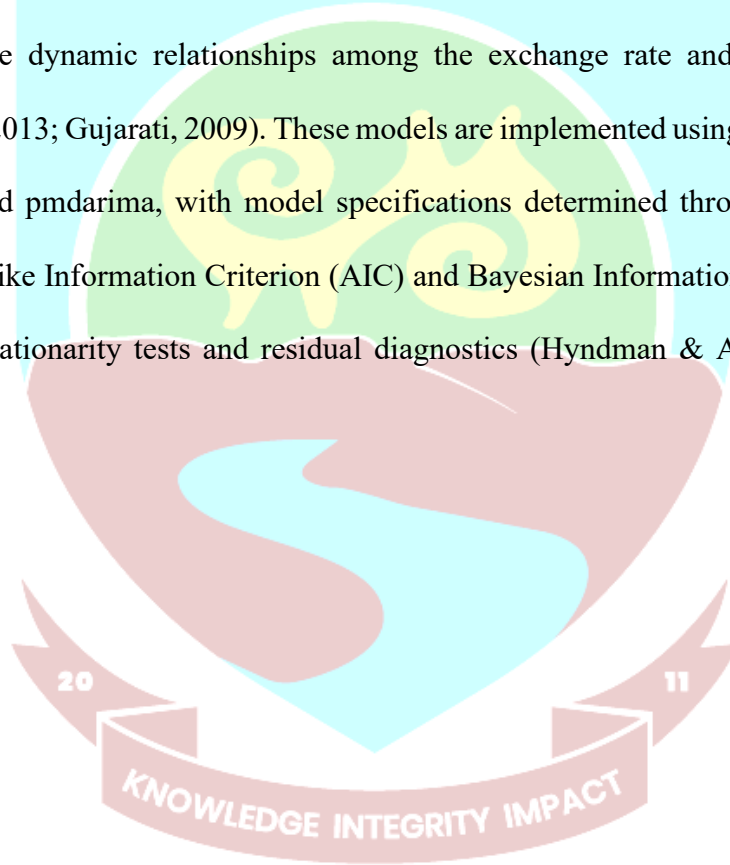 e dynamic relationships among the exchange rate and
013; Gujarati, 2009). These models are implemented using
d pmdarima, with model specifications determined thro
ike Information Criterion (AIC) and Bayesian Information
ationarity tests and residual diagnostics (Hyndman & A
20 11
KNOWLEDGE INTEGRITY IMPACT